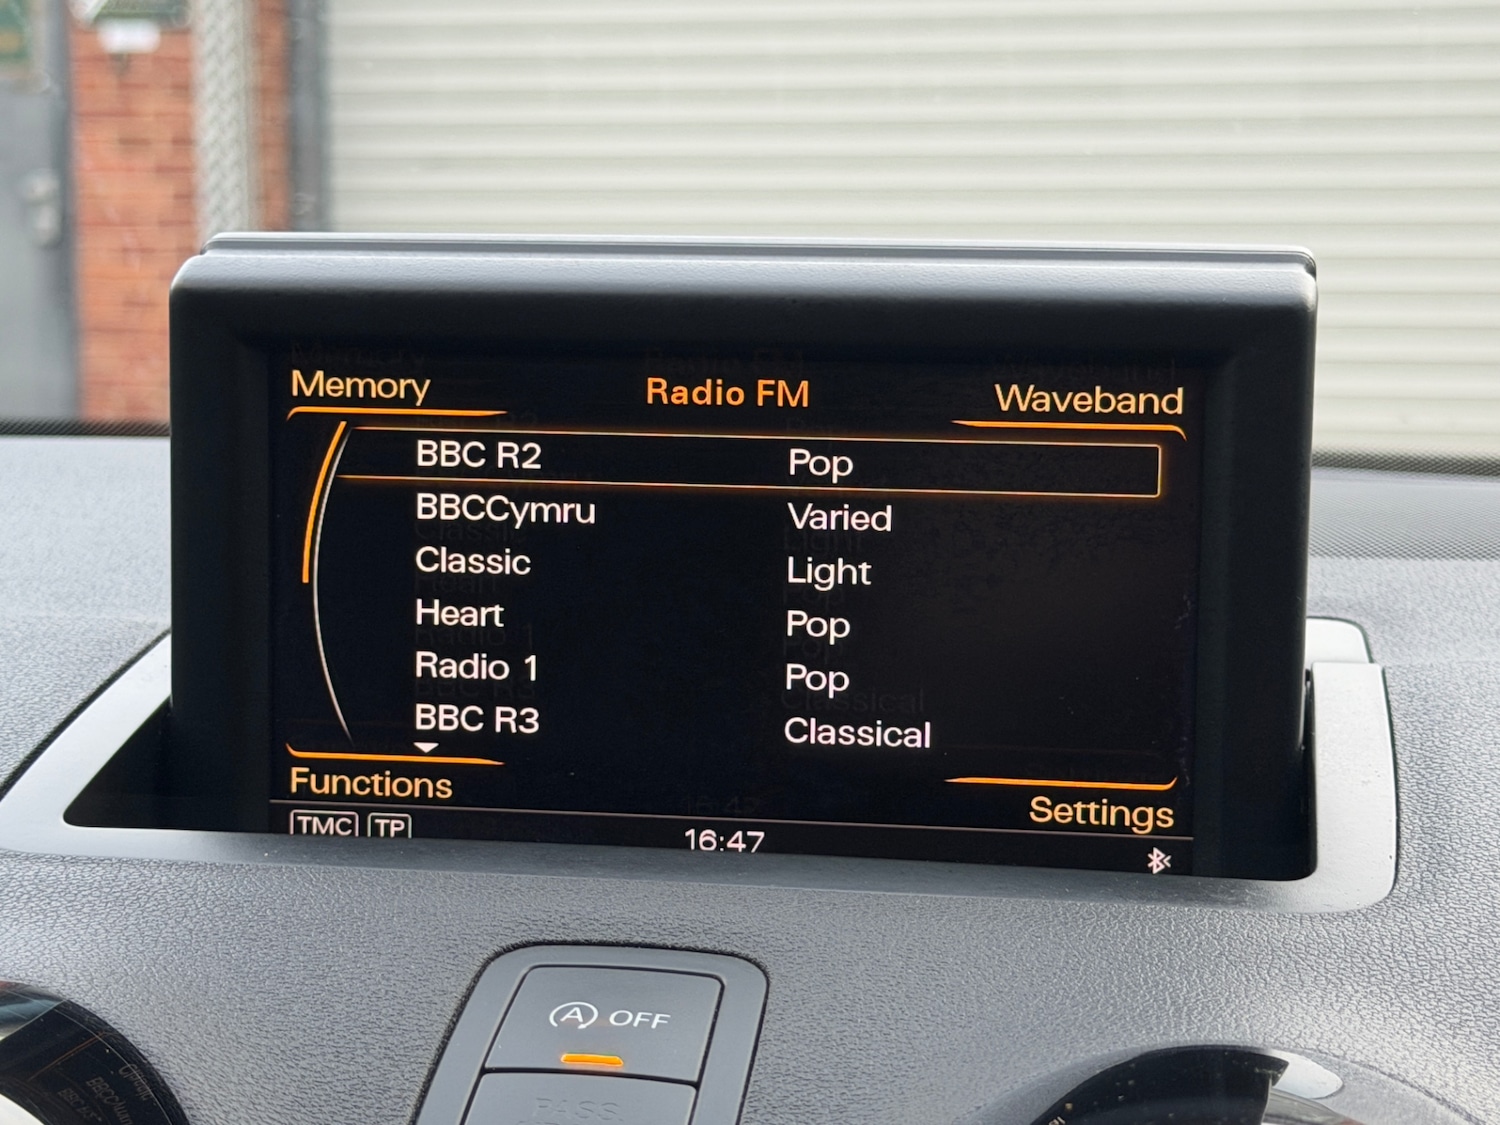 Memory Radio FM Waveband
BBC R2 Pop
BBCCymru Varied
Classic Light
Heart Pop
Radio 1 Pop
BBC R3 Classical
Functions Settings
TMC TP 16:47
A OFF
PASS